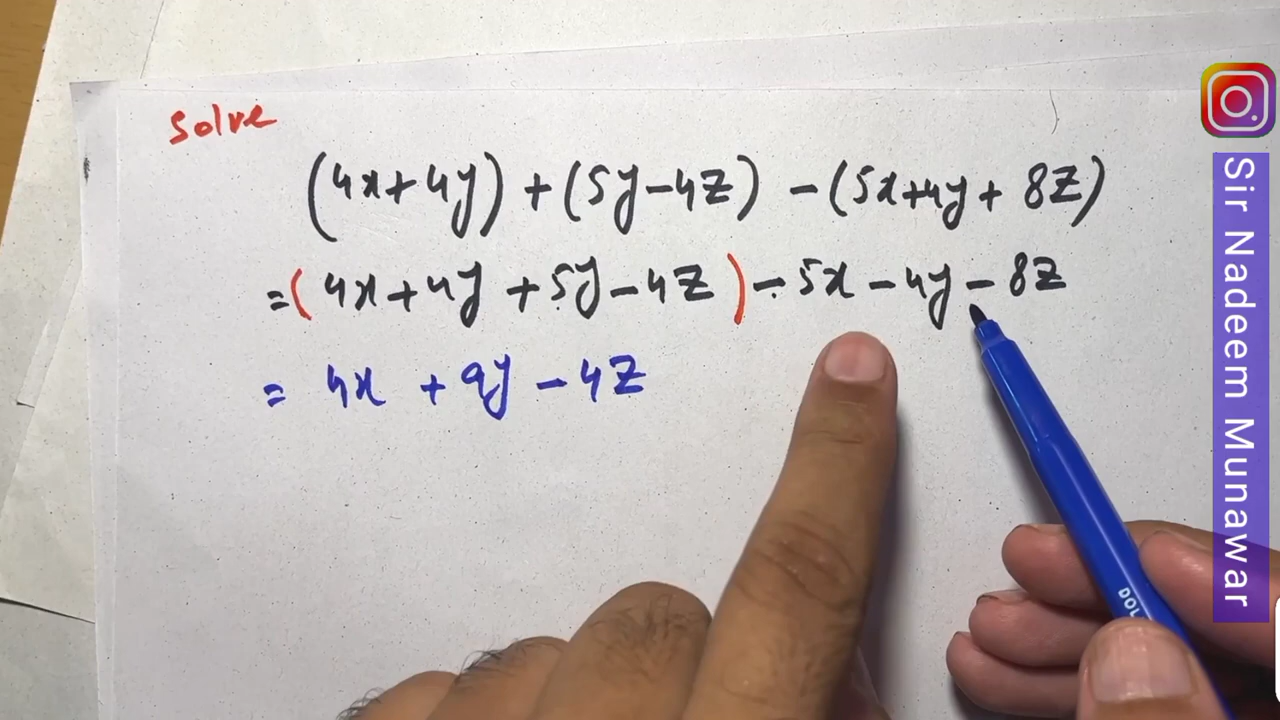 Solve
(4x+4y) + (5y-4z) - (5x+4y+ 8z)
= ( 4x+4y + 5y - 4z ) - 5x - 4y - 8z
= 4x + 9y - 4z
DOL
Sir Nadeem Munawar